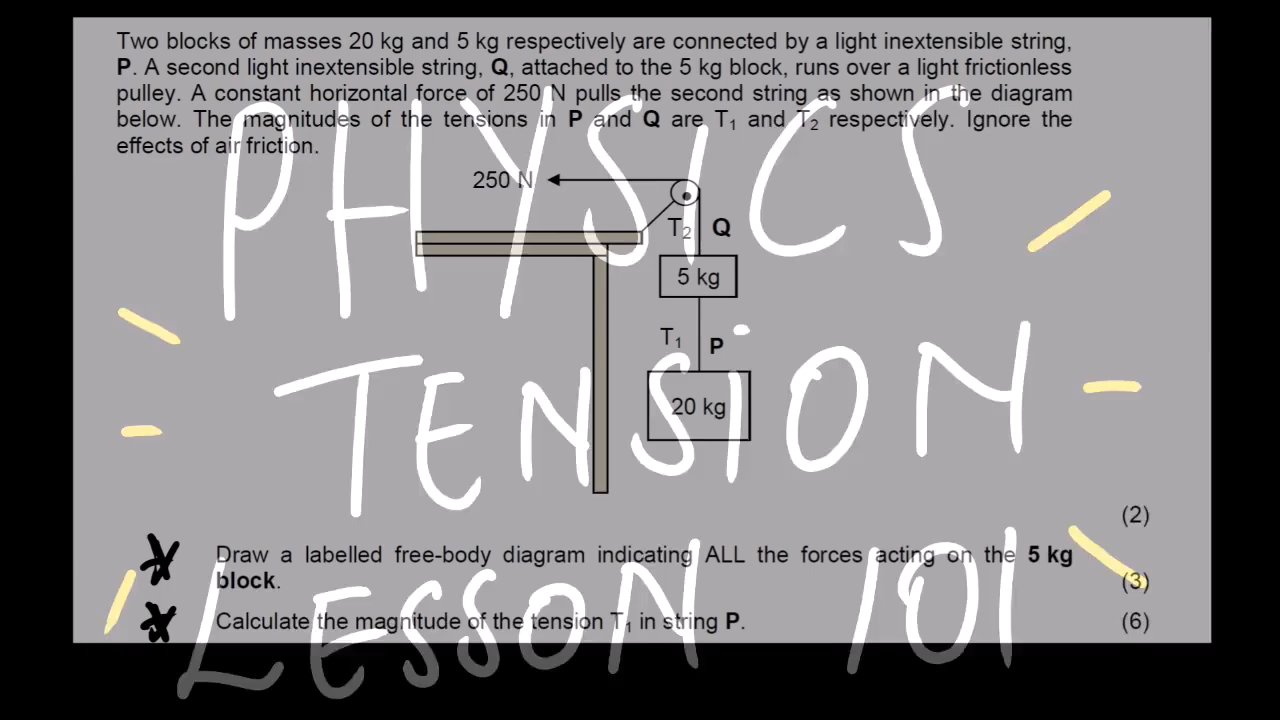 Two blocks of masses 20 kg and 5 kg respectively are connected by a light inextensible string,
P. A second light inextensible string, Q, attached to the 5 kg block, runs over a light frictionless
pulley. A constant horizontal force of 250 N pulls the second string as shown in the diagram
below. The magnitudes of the tensions in P and Q are T₁ and T₂ respectively. Ignore the
effects of air friction.
PHYSICS
250 N
T₂ Q
5 kg
T₁ P
TENSION
20 kg
(2)
Draw a labelled free-body diagram indicating ALL the forces acting on the 5 kg
block. (3)
Calculate the magnitude of the tension T₁ in string P. (6)
LESSON 101